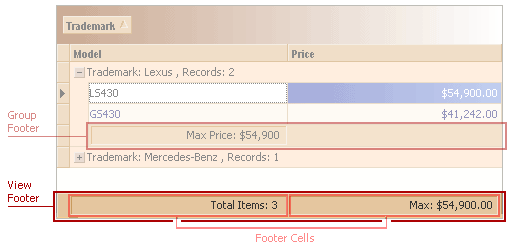 Trademark
Model Price
Trademark: Lexus , Records: 2
LS430 $54,900.00
GS430 $41,242.00
Group
Footer
Max Price: $54,900
Trademark: Mercedes-Benz , Records: 1
View
Footer
Total Items: 3 Max: $54,900.00
Footer Cells